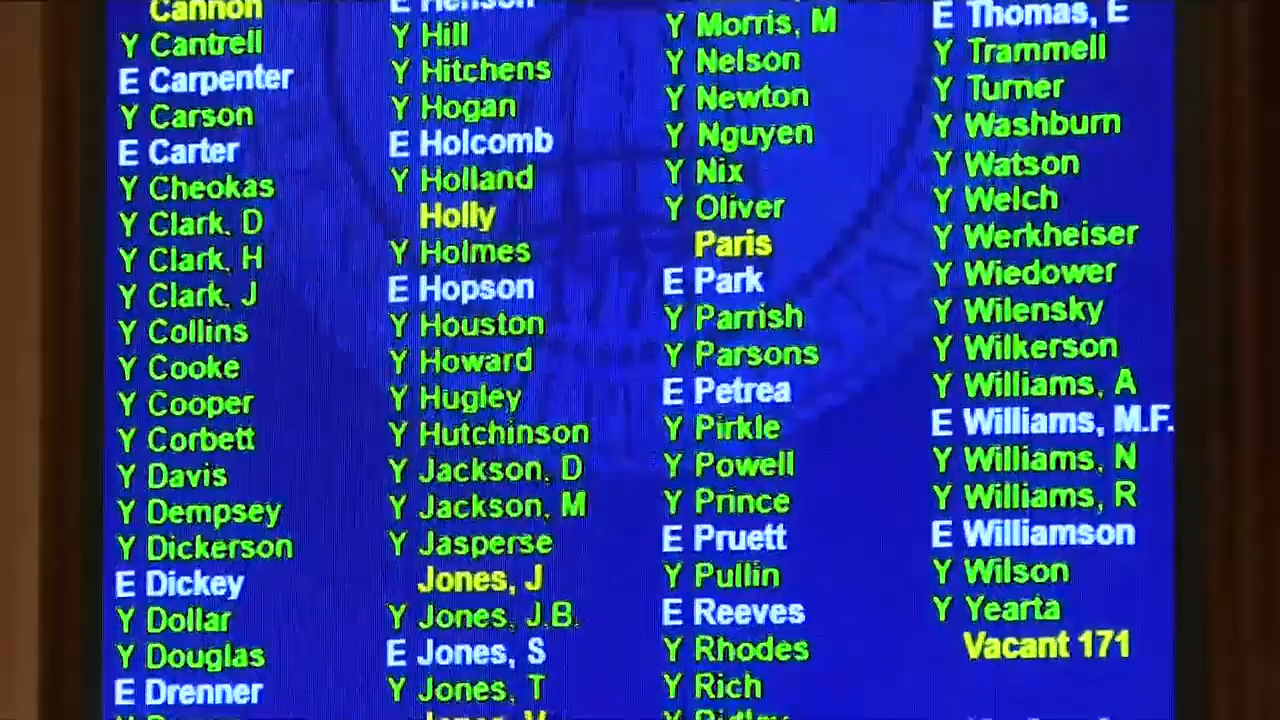 Cannon
Y Cantrell
E Carpenter
Y Carson
E Carter
Y Cheokas
Y Clark, D
Y Clark, H
Y Clark, J
Y Collins
Y Cooke
Y Cooper
Y Corbett
Y Davis
Y Dempsey
Y Dickerson
E Dickey
Y Dollar
Y Douglas
E Drenner
E Henson
Y Hill
Y Hitchens
Y Hogan
E Holcomb
Y Holland
Holly
Y Holmes
E Hopson
Y Houston
Y Howard
Y Hugley
Y Hutchinson
Y Jackson, D
Y Jackson, M
Y Jasperse
Jones, J
Y Jones, J.B.
E Jones, S
Y Jones, T
Y Morris, M
Y Nelson
Y Newton
Y Nguyen
Y Nix
Y Oliver
Paris
E Park
Y Parrish
Y Parsons
E Petrea
Y Pirkle
Y Powell
Y Prince
E Pruett
Y Pullin
E Reeves
Y Rhodes
Y Rich
E Thomas, E
Y Trammell
Y Turner
Y Washburn
Y Watson
Y Welch
Y Werkheiser
Y Wiedower
Y Wilensky
Y Wilkerson
Y Williams, A
E Williams, M.F.
Y Williams, N
Y Williams, R
E Williamson
Y Wilson
Y Yearta
Vacant 171